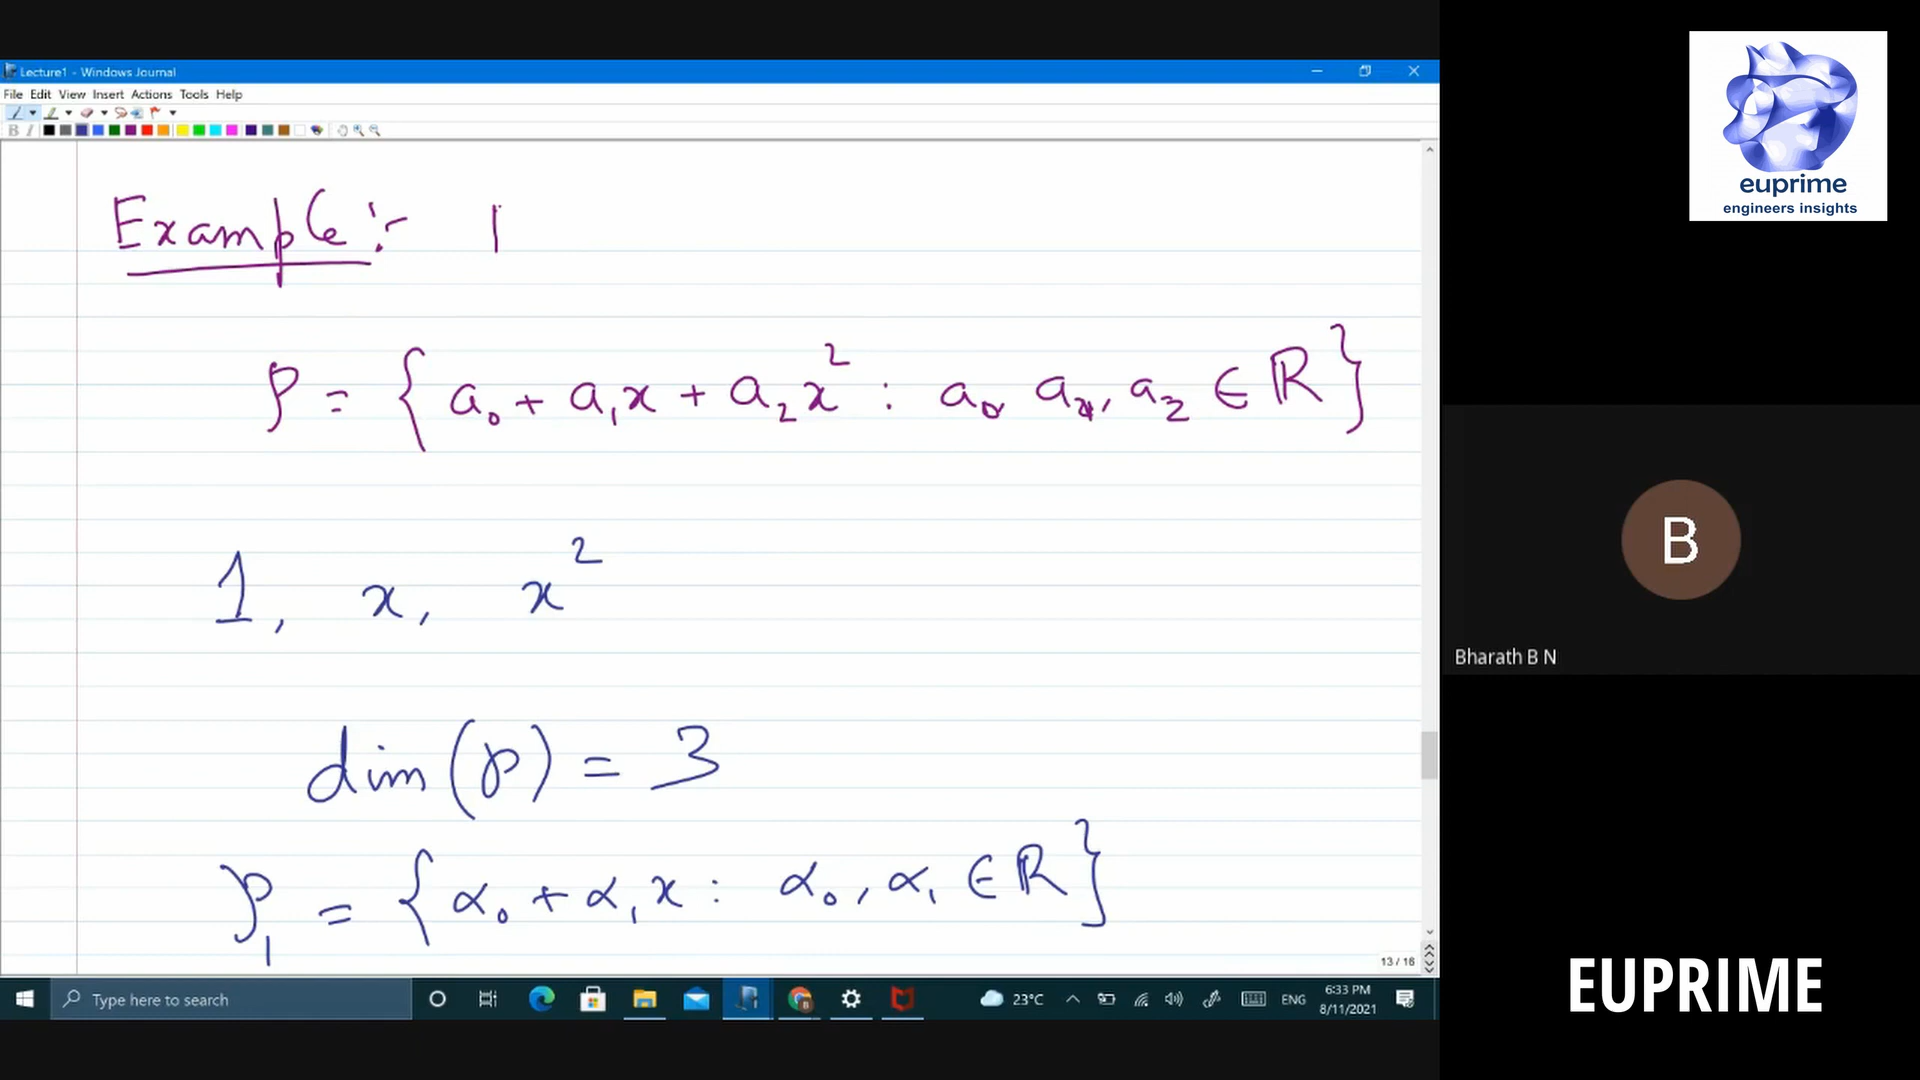 Lecture1 - Windows Journal
File Edit View Insert Actions Tools Help
B I
Example :- 1
P = { a₀ + a₁x + a₂x² : a₀, a₁, a₂ ∈ ℝ }
1, x, x²
dim(P) = 3
P₁ = { α₀ + α₁x : α₀, α₁ ∈ ℝ }
13 / 16
Type here to search
23°C
ENG
6:33 PM
8/11/2021
euprime
engineers insights
B
Bharath B N
EUPRIME